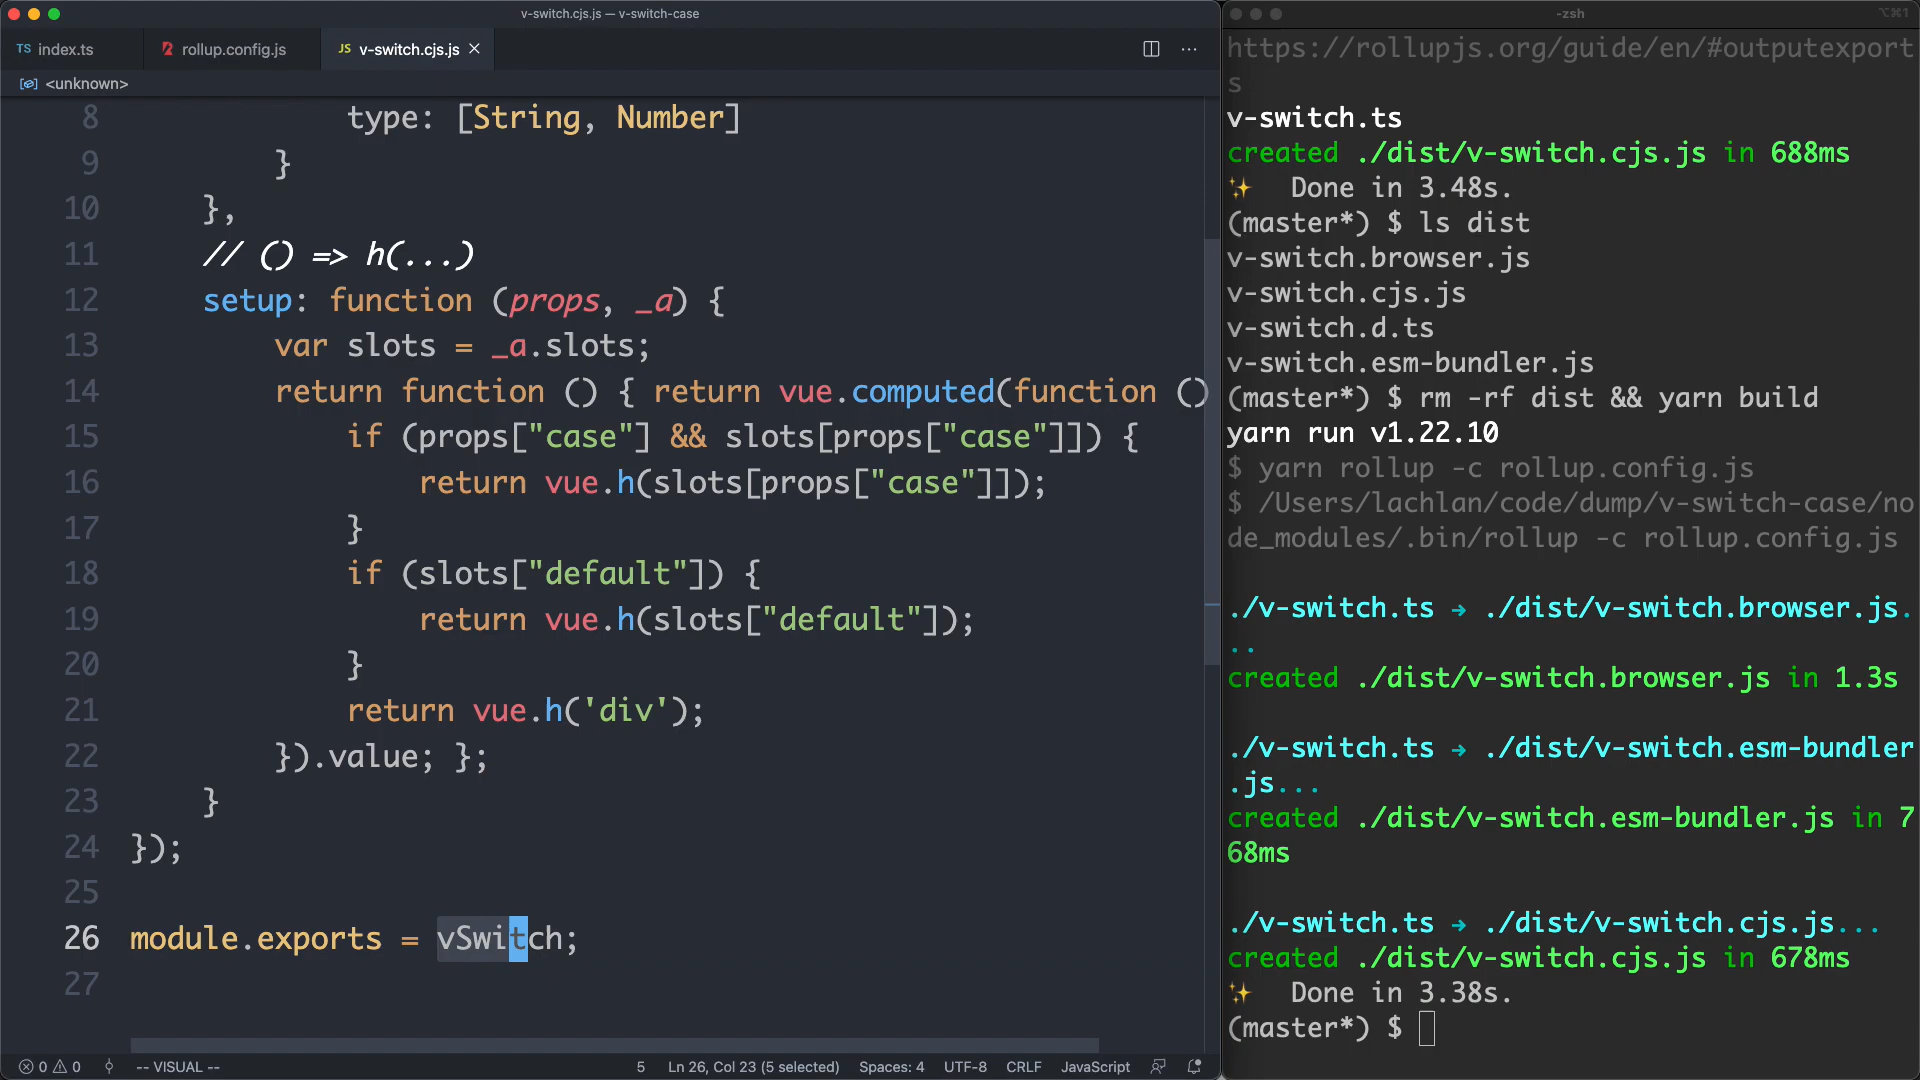 v-switch.cjs.js — v-switch-case
TS index.ts
rollup.config.js
JS v-switch.cjs.js ×
···
<unknown>
8 type: [String, Number]
9 }
10 },
11 // () => h(...)
12 setup: function (props, _a) {
13 var slots = _a.slots;
14 return function () { return vue.computed(function ()
15 if (props["case"] && slots[props["case"]]) {
16 return vue.h(slots[props["case"]]);
17 }
18 if (slots["default"]) {
19 return vue.h(slots["default"]);
20 }
21 return vue.h('div');
22 }).value; };
23 }
24 });
25
26 module.exports = vSwitch;
27
0 0 -- VISUAL -- 5 Ln 26, Col 23 (5 selected) Spaces: 4 UTF-8 CRLF JavaScript
-zsh ⌥⌘1
https://rollupjs.org/guide/en/#outputexport
s
v-switch.ts
created ./dist/v-switch.cjs.js in 688ms
✨ Done in 3.48s.
(master*) $ ls dist
v-switch.browser.js
v-switch.cjs.js
v-switch.d.ts
v-switch.esm-bundler.js
(master*) $ rm -rf dist && yarn build
yarn run v1.22.10
$ yarn rollup -c rollup.config.js
$ /Users/lachlan/code/dump/v-switch-case/no
de_modules/.bin/rollup -c rollup.config.js
./v-switch.ts → ./dist/v-switch.browser.js.
..
created ./dist/v-switch.browser.js in 1.3s
./v-switch.ts → ./dist/v-switch.esm-bundler
.js...
created ./dist/v-switch.esm-bundler.js in 7
68ms
./v-switch.ts → ./dist/v-switch.cjs.js...
created ./dist/v-switch.cjs.js in 678ms
✨ Done in 3.38s.
(master*) $